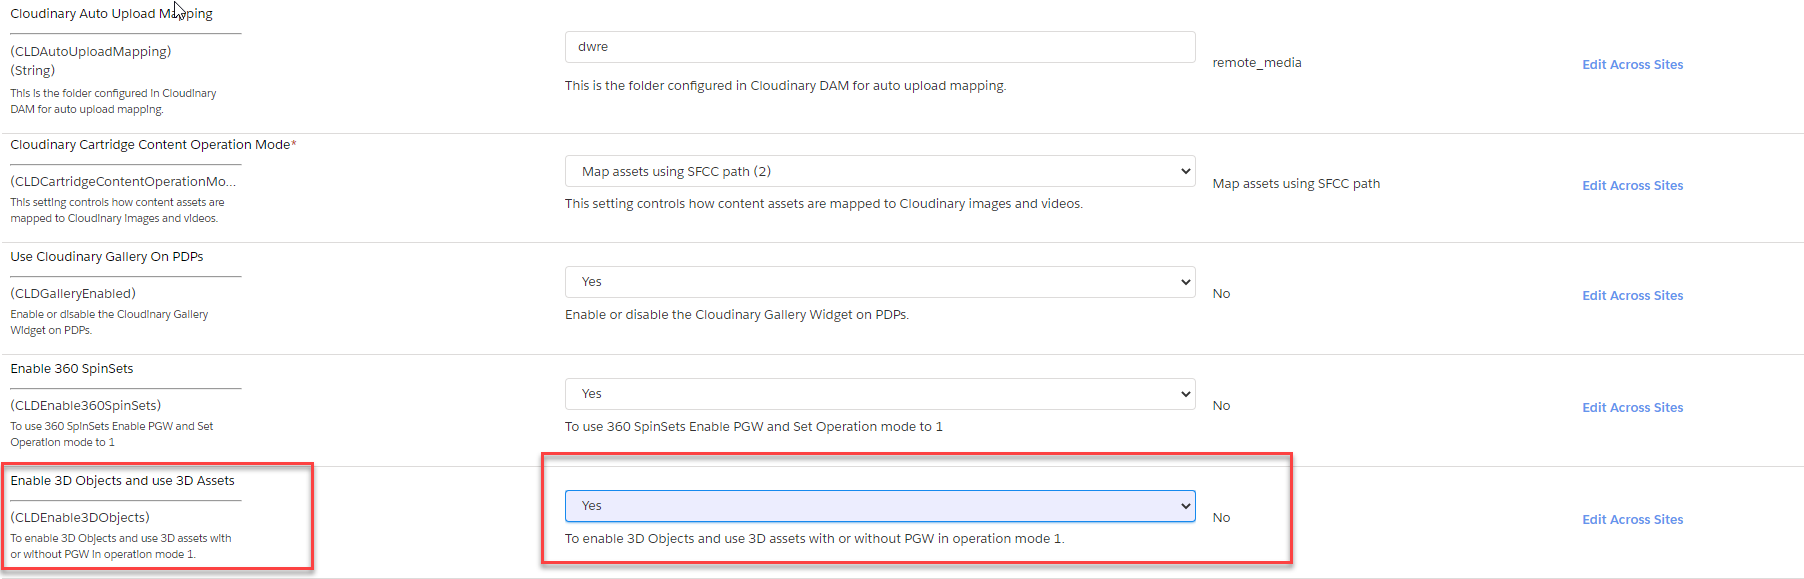 Cloudinary Auto Upload Mapping
(CLDAutoUploadMapping)
(String)
This is the folder configured in Cloudinary
DAM for auto upload mapping.
dwre
This is the folder configured in Cloudinary DAM for auto upload mapping.
remote_media
Edit Across Sites
Cloudinary Cartridge Content Operation Mode*
(CLDCartridgeContentOperationMo...
This setting controls how content assets are
mapped to Cloudinary images and videos.
Map assets using SFCC path (2)
This setting controls how content assets are mapped to Cloudinary images and videos.
Map assets using SFCC path
Edit Across Sites
Use Cloudinary Gallery On PDPs
(CLDGalleryEnabled)
Enable or disable the Cloudinary Gallery
Widget on PDPs.
Yes
Enable or disable the Cloudinary Gallery Widget on PDPs.
No
Edit Across Sites
Enable 360 SpinSets
(CLDEnable360SpinSets)
To use 360 SpinSets Enable PGW and Set
Operation mode to 1
Yes
To use 360 SpinSets Enable PGW and Set Operation mode to 1
No
Edit Across Sites
Enable 3D Objects and use 3D Assets
(CLDEnable3DObjects)
To enable 3D Objects and use 3D assets with
or without PGW in operation mode 1.
Yes
To enable 3D Objects and use 3D assets with or without PGW in operation mode 1.
No
Edit Across Sites